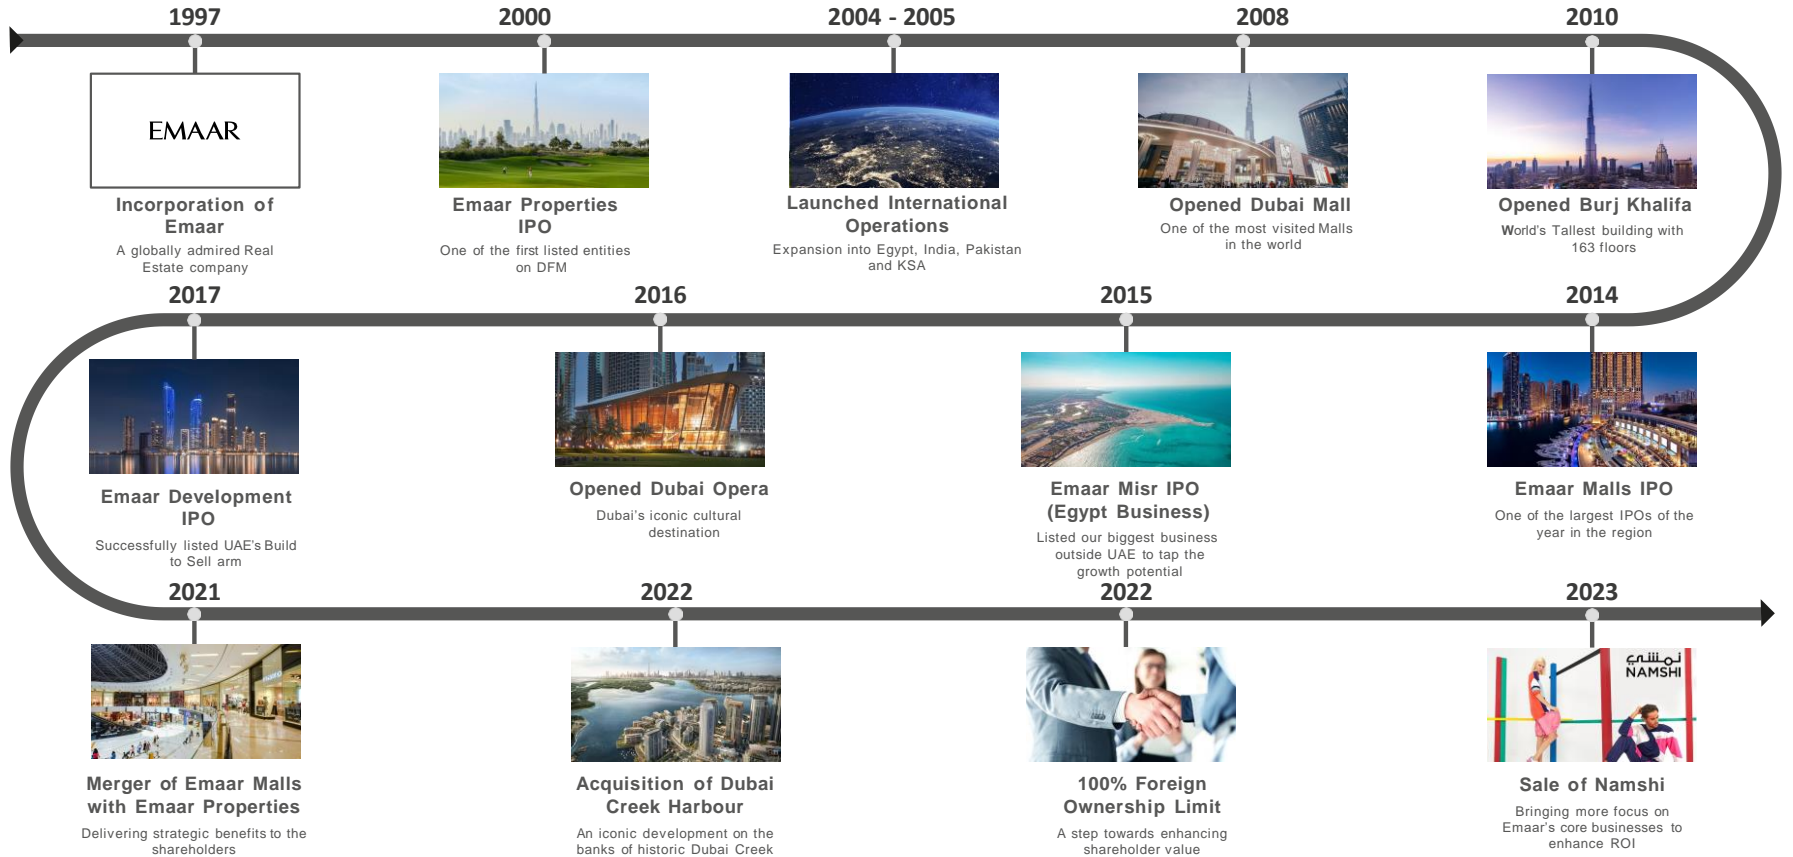 1997
2000
2004 - 2005
2008
2010
EMAAR
Incorporation of
Emaar
A globally admired Real
Estate company
Emaar Properties
IPO
One of the first listed entities
on DFM
Launched International
Operations
Expansion into Egypt, India, Pakistan
and KSA
Opened Dubai Mall
One of the most visited Malls
in the world
Opened Burj Khalifa
World's Tallest building with
163 floors
2017
2016
2015
2014
Emaar Development
IPO
Successfully listed UAE's Build
to Sell arm
Opened Dubai Opera
Dubai's iconic cultural
destination
Emaar Misr IPO
(Egypt Business)
Listed our biggest business
outside UAE to tap the
growth potential
Emaar Malls IPO
One of the largest IPOs of the
year in the region
2021
2022
2022
2023
Merger of Emaar Malls
with Emaar Properties
Delivering strategic benefits to the
shareholders
Acquisition of Dubai
Creek Harbour
An iconic development on the
banks of historic Dubai Creek
100% Foreign
Ownership Limit
A step towards enhancing
shareholder value
نمشي
NAMSHI
Sale of Namshi
Bringing more focus on
Emaar's core businesses to
enhance ROI